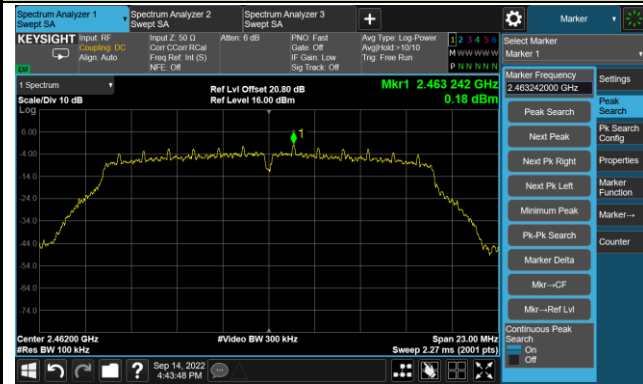 Spectrum Analyzer 1
Swept SA
Spectrum Analyzer 2
Swept SA
Spectrum Analyzer 3
Swept SA
+
Marker
KEYSIGHT
Input: RF
Coupling: DC
Align: Auto
Input Z: 50 Ω
Corr CCorr RCal
Freq Ref: Int (S)
NFE: Off
Atten: 6 dB
PNO: Fast
Gate: Off
IF Gain: Low
Sig Track: Off
Avg Type: Log-Power
Avg|Hold:>10/10
Trig: Free Run
1 2 3 4 5 6
M W W W W W
P N N N N N
Select Marker
Marker 1
1 Spectrum
Scale/Div 10 dB
Log
Ref Lvl Offset 20.80 dB
Ref Level 16.00 dBm
Mkr1 2.463 242 GHz
0.18 dBm
6.00
-4.00
-14.0
-24.0
-34.0
-44.0
-54.0
-64.0
-74.0
1
Center 2.46200 GHz
#Res BW 100 kHz
#Video BW 300 kHz
Span 23.00 MHz
Sweep 2.27 ms (2001 pts)
Marker Frequency
2.463242000 GHz
Peak Search
Next Peak
Next Pk Right
Next Pk Left
Minimum Peak
Pk-Pk Search
Marker Delta
Mkr→CF
Mkr→Ref Lvl
Continuous Peak
Search
On
Off
Settings
Peak
Search
Pk Search
Config
Properties
Marker
Function
Marker→
Counter
?
Sep 14, 2022
4:43:48 PM